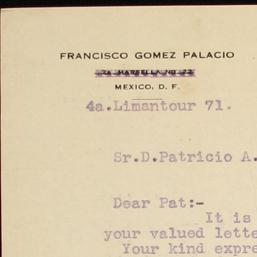 FRANCISCO GOMEZ PALACIO
MEXICO, D. F.
4a.Limantour 71.
Sr.D.Patricio A.
Dear Pat:-
It is
your valued lette
Your kind expre